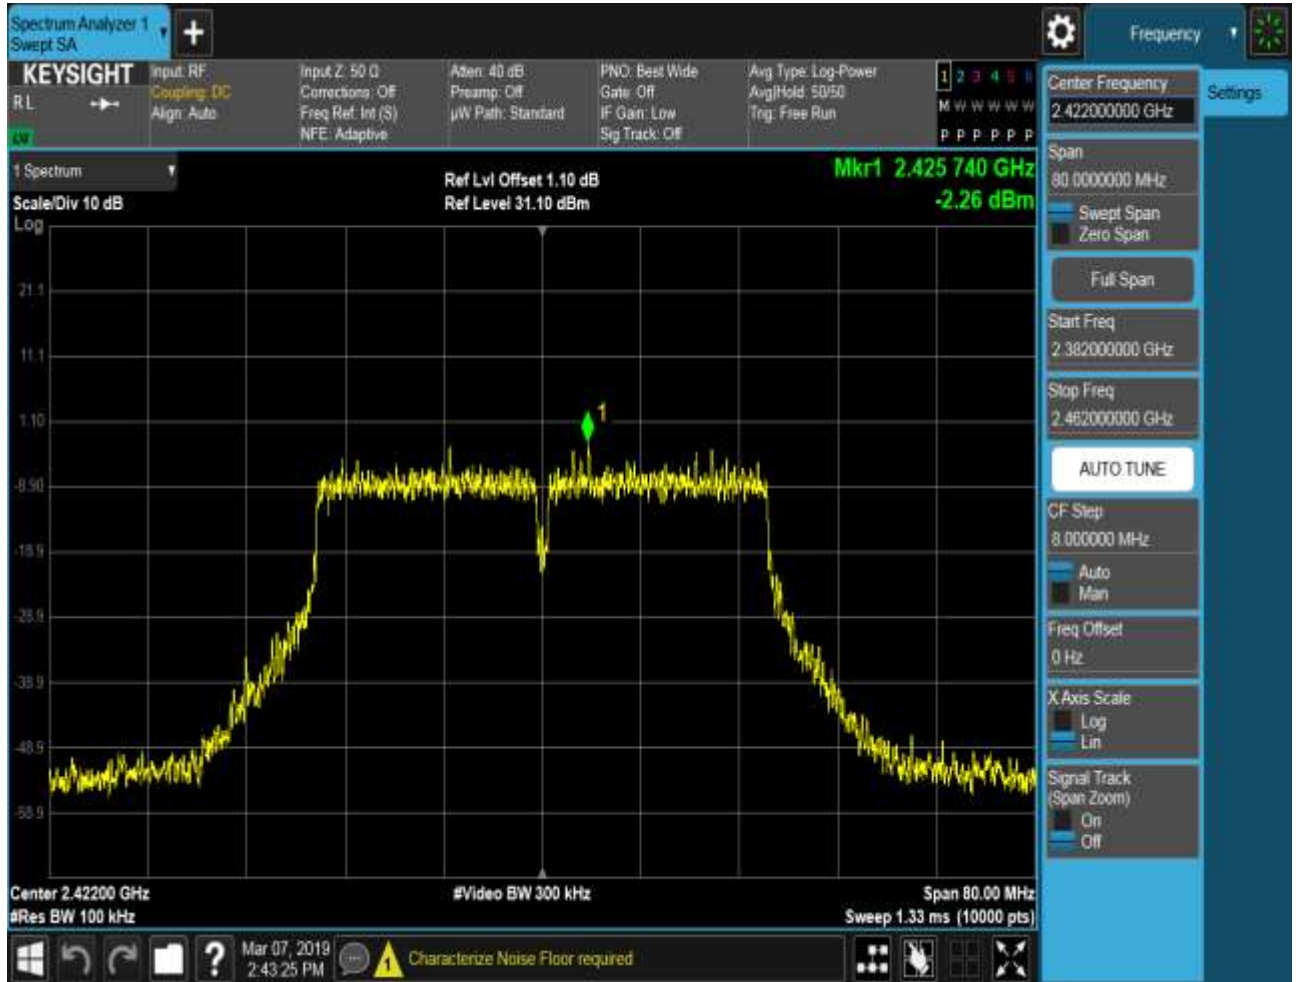 Spectrum Analyzer 1
Swept SA
+
Frequency
KEYSIGHT
RL
Input: RF
Coupling: DC
Align: Auto
Input Z: 50 Ω
Corrections: Off
Freq Ref: Int (S)
NFE: Adaptive
Atten: 40 dB
Preamp: Off
µW Path: Standard
PNO: Best Wide
Gate: Off
IF Gain: Low
Sig Track: Off
Avg Type: Log-Power
Avg|Hold: 50/50
Trig: Free Run
1 2 3 4 5 6
M W W W W W
P P P P P P
1 Spectrum
Scale/Div 10 dB
Log
Ref Lvl Offset 1.10 dB
Ref Level 31.10 dBm
Mkr1 2.425 740 GHz
-2.26 dBm
21.1
11.1
1.10
-8.90
-18.9
-28.9
-38.9
-48.9
-58.9
1
Center 2.42200 GHz
#Res BW 100 kHz
#Video BW 300 kHz
Span 80.00 MHz
Sweep 1.33 ms (10000 pts)
Settings
Center Frequency
2.422000000 GHz
Span
80.0000000 MHz
Swept Span
Zero Span
Full Span
Start Freq
2.382000000 GHz
Stop Freq
2.462000000 GHz
AUTO TUNE
CF Step
8.000000 MHz
Auto
Man
Freq Offset
0 Hz
X Axis Scale
Log
Lin
Signal Track
(Span Zoom)
On
Off
?
Mar 07, 2019
2:43:25 PM
1
Characterize Noise Floor required